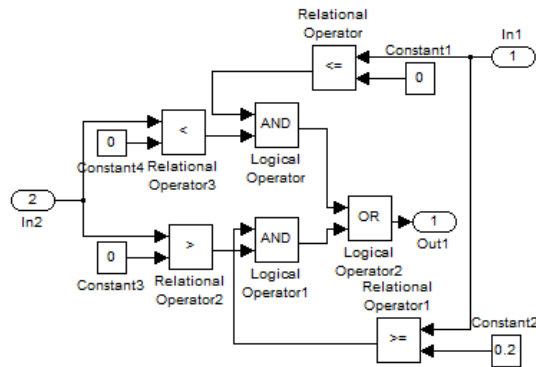 Relational
Operator
In1
Constant1
<=
1
0
AND
<
0
Constant4
Relational
Operator3
Logical
Operator
2
In2
OR
1
Out1
AND
>
0
Constant3
Relational
Operator2
Logical
Operator1
Logical
Operator2
Relational
Operator1
Constant2
>=
0.2